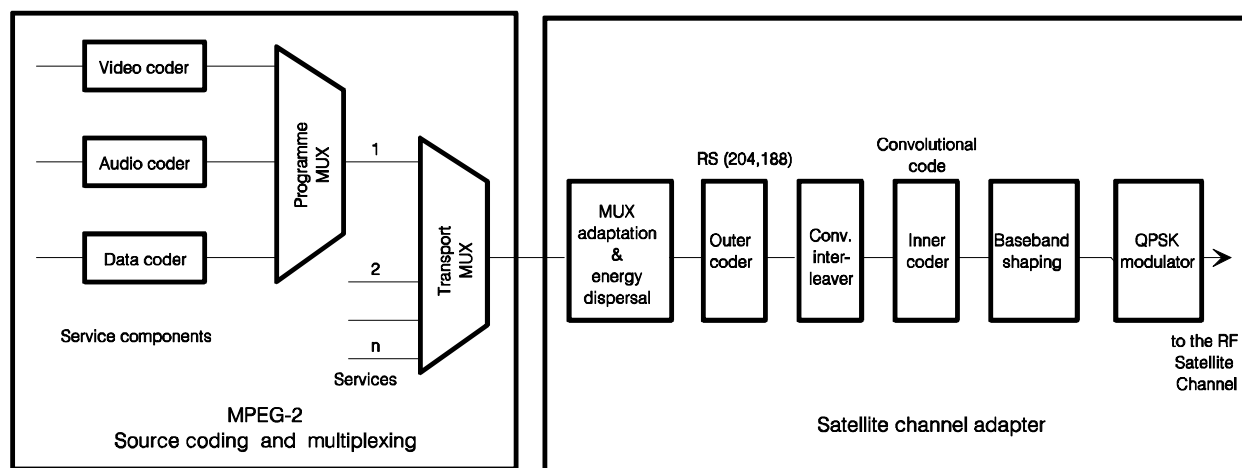 Video coder
Audio coder
Data coder
Service components
Programme
MUX
1
2
n
Services
Transport
MUX
MPEG-2
Source coding and multiplexing
MUX
adaptation
&
energy
dispersal
RS (204,188)
Outer
coder
Conv.
inter-
leaver
Convolutional
code
Inner
coder
Baseband
shaping
QPSK
modulator
to the RF
Satellite
Channel
Satellite channel adapter